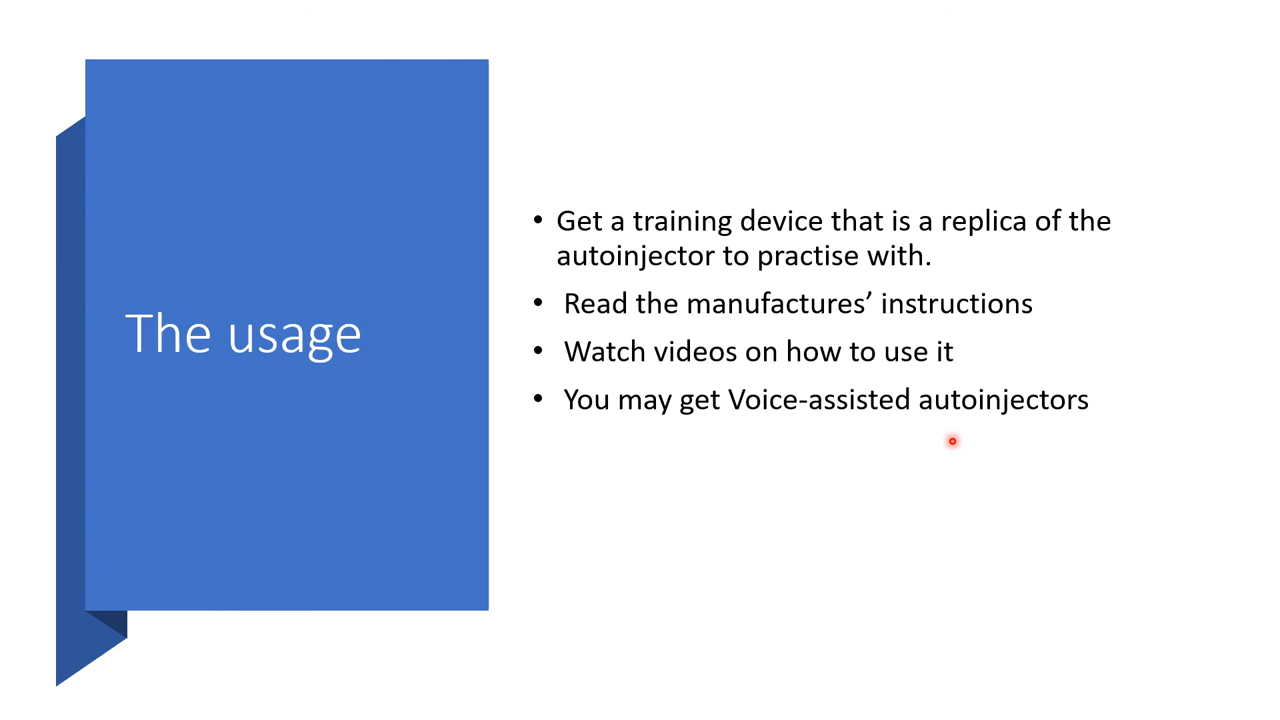 The usage
• Get a training device that is a replica of the
autoinjector to practise with.
• Read the manufactures’ instructions
• Watch videos on how to use it
• You may get Voice-assisted autoinjectors